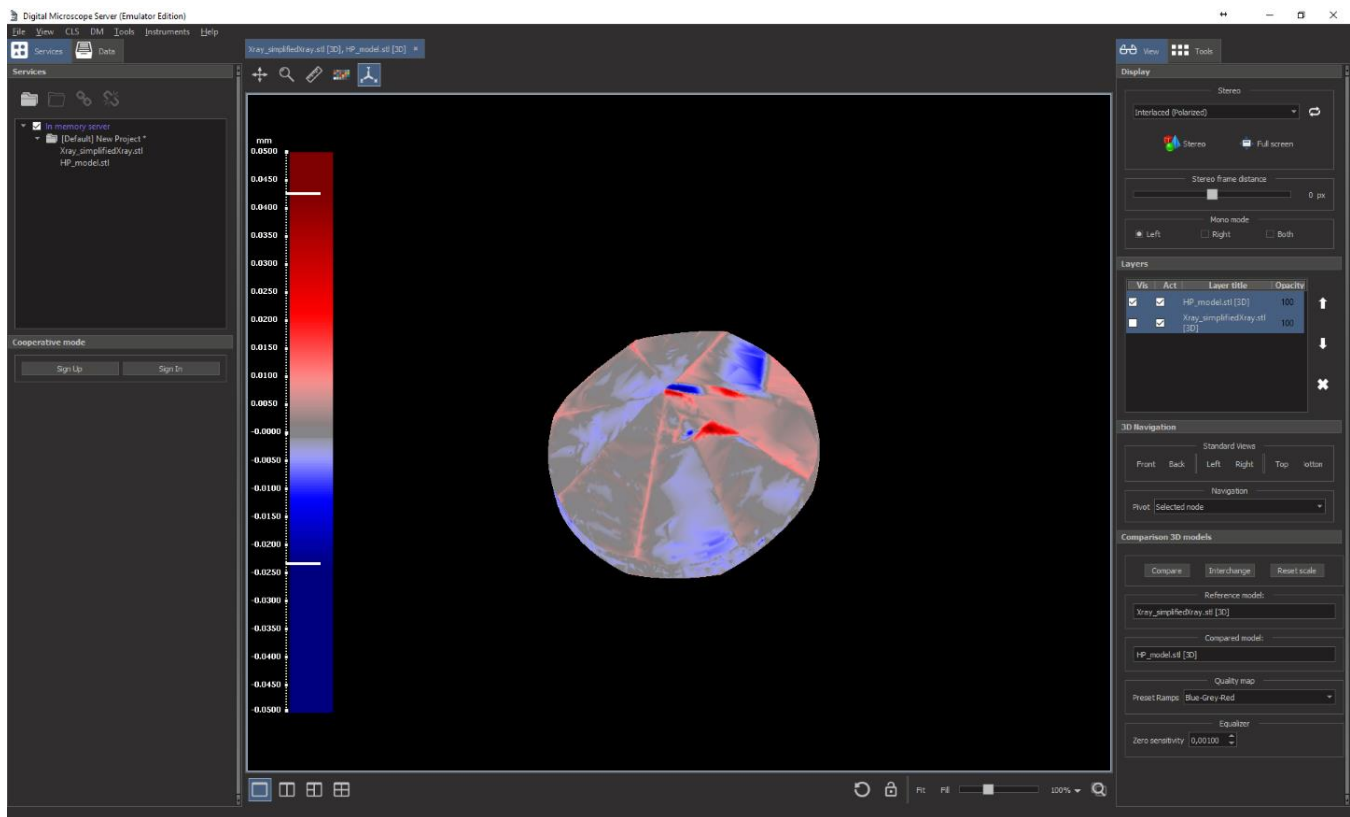 Digital Microscope Server (Emulator Edition)
File View CLS DM Tools Instruments Help
Services Data
Services
In memory server
[Default] New Project *
Xray_simplifiedXray.stl
HP_model.stl
Cooperative mode
Sign Up Sign In
Xray_simplifiedXray.stl [3D], HP_model.stl [3D]
mm
0.0500
0.0450
0.0400
0.0350
0.0300
0.0250
0.0200
0.0150
0.0100
0.0050
-0.0000
-0.0050
-0.0100
-0.0150
-0.0200
-0.0250
-0.0300
-0.0350
-0.0400
-0.0450
-0.0500
Fit Fill 100%
View Tools
Display
Stereo
Interlaced (Polarized)
Stereo Full screen
Stereo frame distance
0 px
Mono mode
Left Right Both
Layers
Vis Act Layer title Opacity
HP_model.stl [3D] 100
Xray_simplifiedXray.stl [3D] 100
3D Navigation
Standard Views
Front Back Left Right Top ottom
Navigation
Pivot Selected node
Comparison 3D models
Compare Interchange Reset scale
Reference model:
Xray_simplifiedXray.stl [3D]
Compared model:
HP_model.stl [3D]
Quality map
Preset Ramps Blue-Grey-Red
Equalizer
Zero sensitivity 0,00100